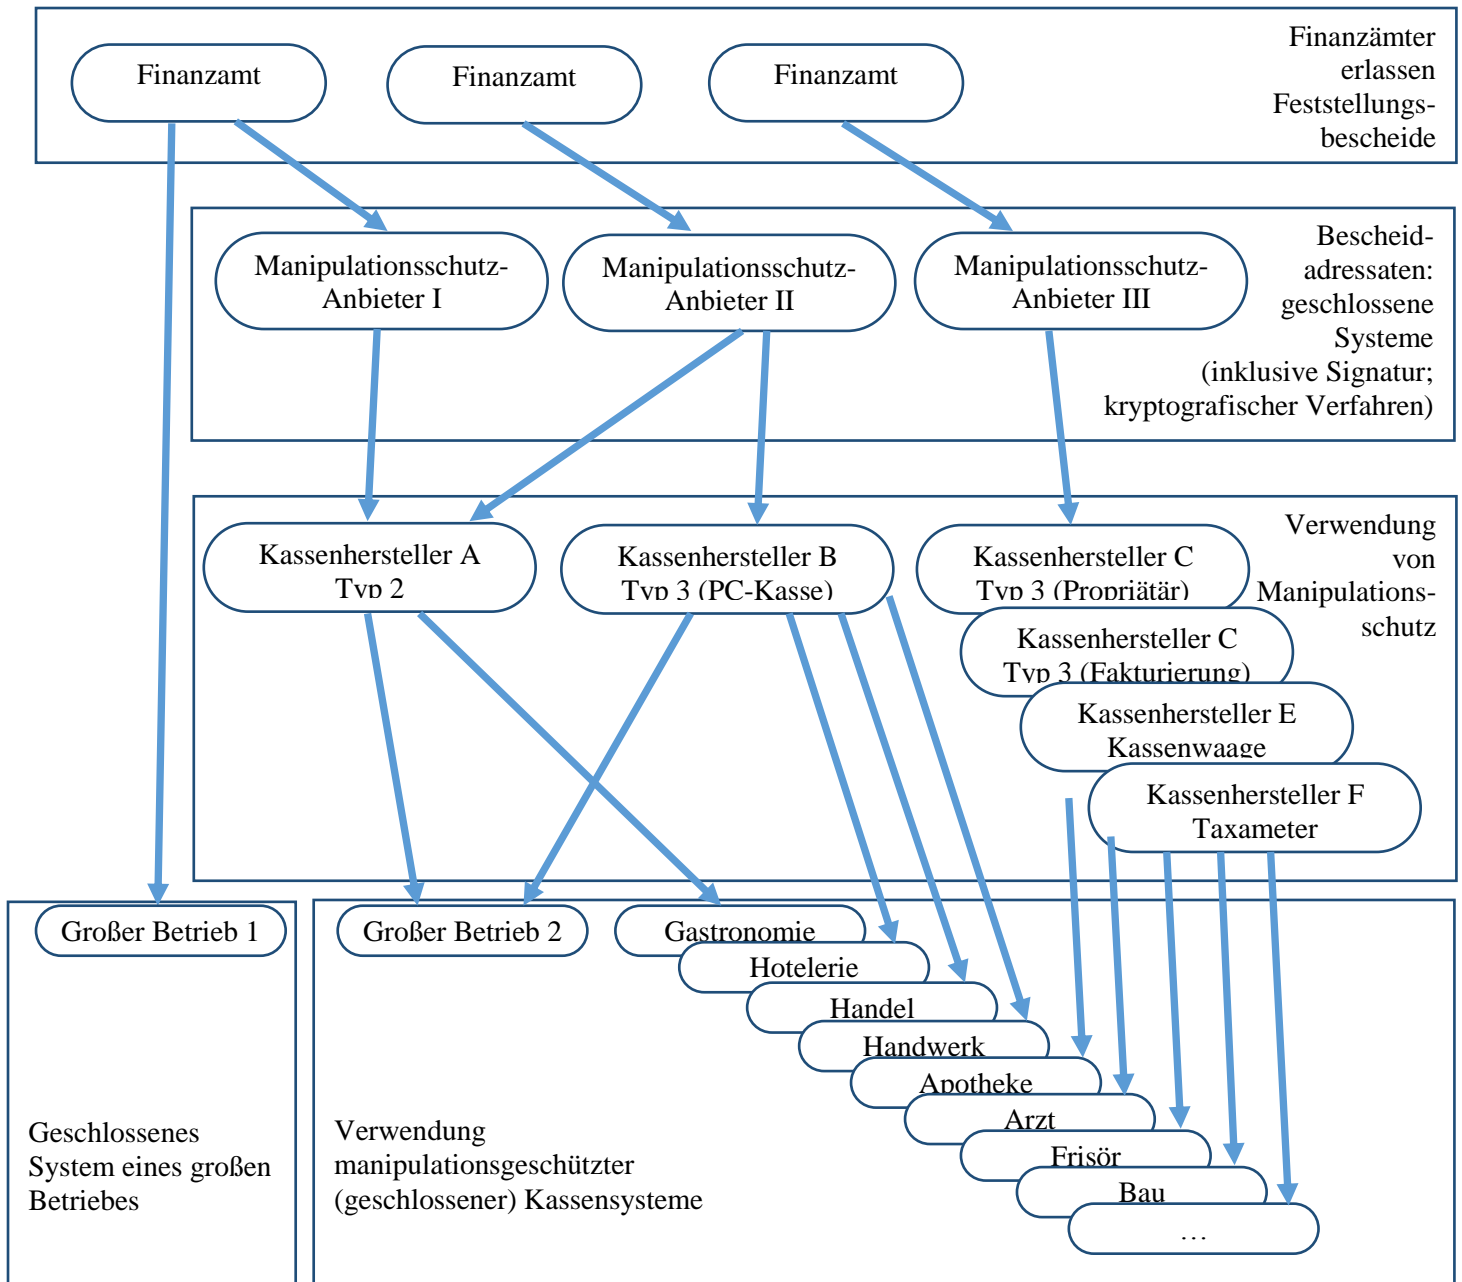 Finanzamt
Finanzamt
Finanzamt
Finanzämter
erlassen
Feststellungs-
bescheide
Manipulationsschutz-
Anbieter I
Manipulationsschutz-
Anbieter II
Manipulationsschutz-
Anbieter III
Bescheid-
adressaten:
geschlossene
Systeme
(inklusive Signatur;
kryptografischer Verfahren)
Kassenhersteller A
Typ 2
Kassenhersteller B
Typ 3 (PC-Kasse)
Kassenhersteller C
Typ 3 (Propriätär)
Kassenhersteller C
Typ 3 (Fakturierung)
Kassenhersteller E
Kassenwaage
Kassenhersteller F
Taxameter
Verwendung
von
Manipulations-
schutz
Großer Betrieb 1
Geschlossenes
System eines großen
Betriebes
Großer Betrieb 2
Gastronomie
Hotelerie
Handel
Handwerk
Apotheke
Arzt
Frisör
Bau
…
Verwendung
manipulationsgeschützter
(geschlossener) Kassensysteme